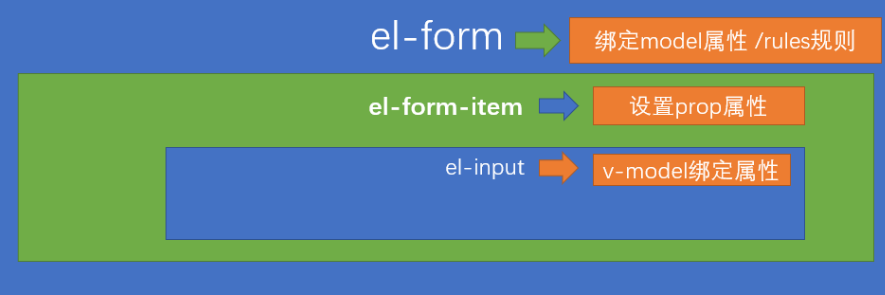 el-form 绑定model属性 /rules规则
el-form-item 设置prop属性
el-input v-model绑定属性